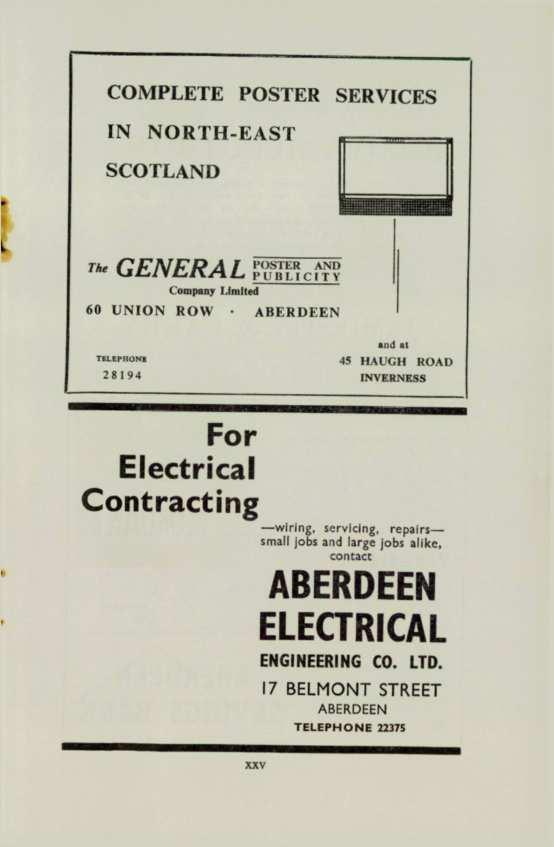 COMPLETE POSTER SERVICES
IN NORTH-EAST
SCOTLAND
The GENERAL POSTER AND PUBLICITY
Company Limited
60 UNION ROW · ABERDEEN
TELEPHONE
28194
and at
45 HAUGH ROAD
INVERNESS
For
Electrical
Contracting
—wiring, servicing, repairs—
small jobs and large jobs alike,
contact
ABERDEEN
ELECTRICAL
ENGINEERING CO. LTD.
17 BELMONT STREET
ABERDEEN
TELEPHONE 22375
XXV